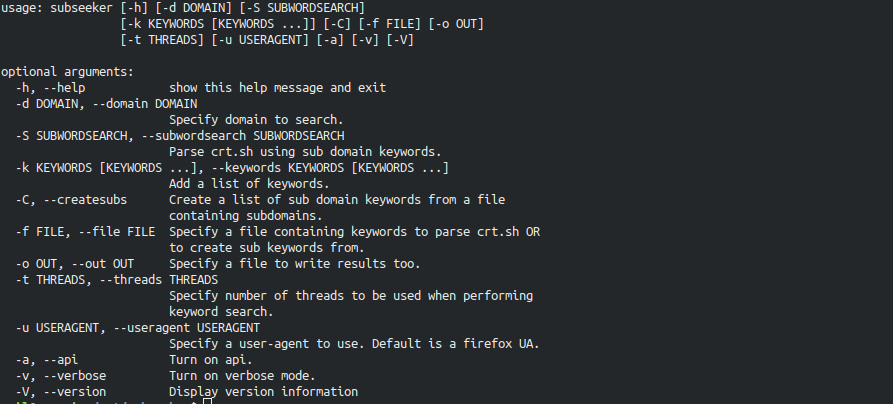 usage: subseeker [-h] [-d DOMAIN] [-S SUBWORDSEARCH]
                 [-k KEYWORDS [KEYWORDS ...]] [-C] [-f FILE] [-o OUT]
                 [-t THREADS] [-u USERAGENT] [-a] [-v] [-V]

optional arguments:
  -h, --help            show this help message and exit
  -d DOMAIN, --domain DOMAIN
                        Specify domain to search.
  -S SUBWORDSEARCH, --subwordsearch SUBWORDSEARCH
                        Parse crt.sh using sub domain keywords.
  -k KEYWORDS [KEYWORDS ...], --keywords KEYWORDS [KEYWORDS ...]
                        Add a list of keywords.
  -C, --createsubs      Create a list of sub domain keywords from a file
                        containing subdomains.
  -f FILE, --file FILE  Specify a file containing keywords to parse crt.sh OR
                        to create sub keywords from.
  -o OUT, --out OUT     Specify a file to write results too.
  -t THREADS, --threads THREADS
                        Specify number of threads to be used when performing
                        keyword search.
  -u USERAGENT, --useragent USERAGENT
                        Specify a user-agent to use. Default is a firefox UA.
  -a, --api             Turn on api.
  -v, --verbose         Turn on verbose mode.
  -V, --version         Display version information